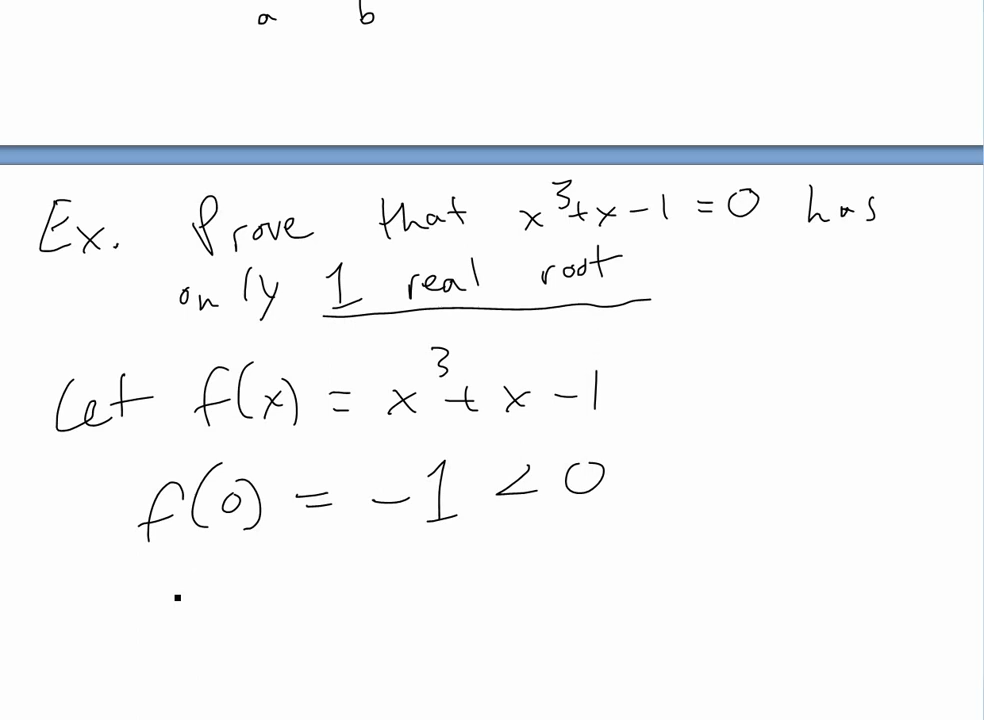 a b
Ex. Prove that x³+x-1=0 has
only 1 real root
Let f(x) = x³+x-1
f(0) = -1 < 0